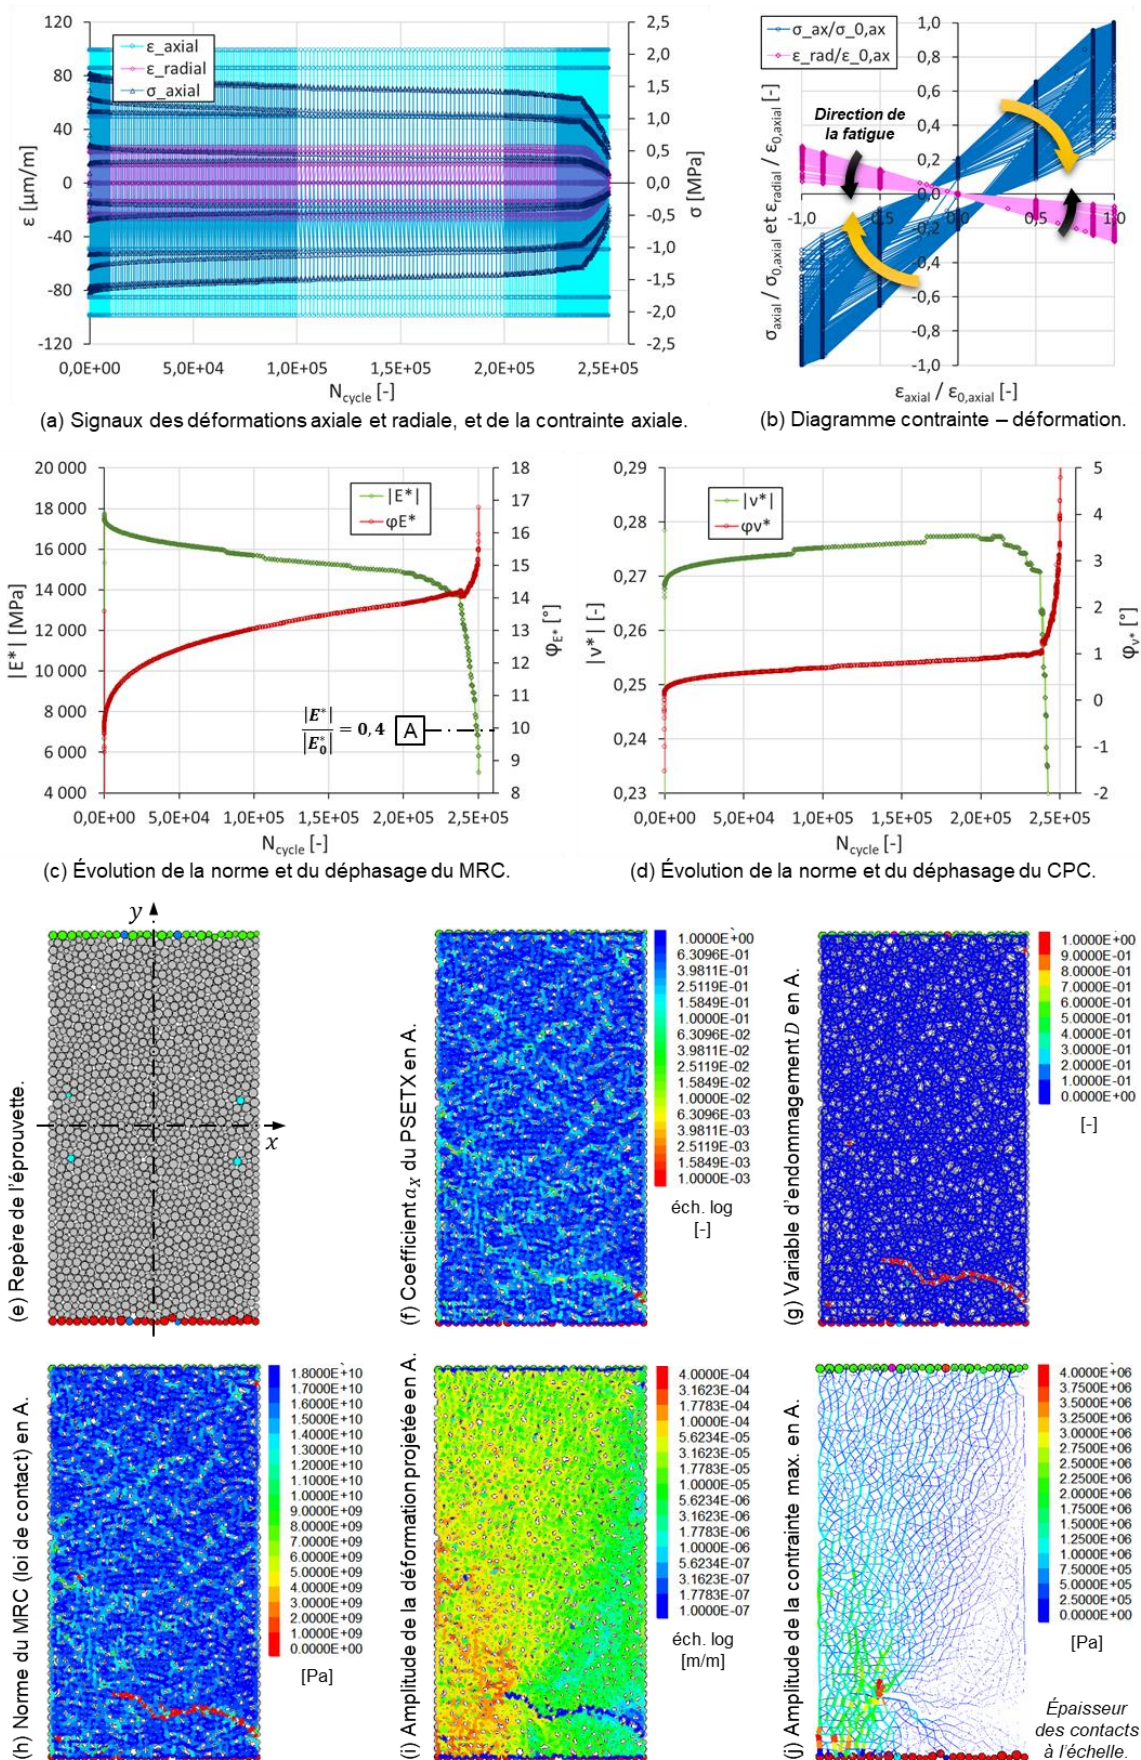 120
80
40
0
-40
-80
-120
ε [µm/m]
ε_axial
ε_radial
σ_axial
2,5
2,0
1,5
1,0
0,5
0,0
-0,5
-1,0
-1,5
-2,0
-2,5
σ [MPa]
0,0E+00 5,0E+04 1,0E+05 1,5E+05 2,0E+05 2,5E+05
Ncycle [-]
(a) Signaux des déformations axiale et radiale, et de la contrainte axiale.
σ_ax/σ_0,ax
ε_rad/ε_0,ax
Direction de
la fatigue
1,0
0,8
0,6
0,4
0,2
0,0
-0,2
-0,4
-0,6
-0,8
-1,0
-1,0 -0,5 0,0 0,5 1,0
σaxial / σ0,axial et εradial / ε0,axial [-]
εaxial / ε0,axial [-]
(b) Diagramme contrainte – déformation.
20 000
18 000
16 000
14 000
12 000
10 000
8 000
6 000
4 000
|E*| [MPa]
|E*|
φE*
|E*|/|E*0| = 0,4 A
18
17
16
15
14
13
12
11
10
9
8
φE* [°]
0,0E+00 5,0E+04 1,0E+05 1,5E+05 2,0E+05 2,5E+05
Ncycle [-]
(c) Évolution de la norme et du déphasage du MRC.
0,29
0,28
0,27
0,26
0,25
0,24
0,23
|ν*| [-]
|ν*|
φν*
5
4
3
2
1
0
-1
-2
φν* [°]
0,0E+00 5,0E+04 1,0E+05 1,5E+05 2,0E+05 2,5E+05
Ncycle [-]
(d) Évolution de la norme et du déphasage du CPC.
(e) Repère de l'éprouvette.
y
x
(f) Coefficient aX du PSETX en A.
1.0000E+00
6.3096E-01
3.9811E-01
2.5119E-01
1.5849E-01
1.0000E-01
6.3096E-02
3.9811E-02
2.5119E-02
1.5849E-02
1.0000E-02
6.3096E-03
3.9811E-03
2.5119E-03
1.5849E-03
1.0000E-03
éch. log
[-]
(g) Variable d'endommagement D en A.
1.0000E+00
9.0000E-01
8.0000E-01
7.0000E-01
6.0000E-01
5.0000E-01
4.0000E-01
3.0000E-01
2.0000E-01
1.0000E-01
0.0000E+00
[-]
(h) Norme du MRC (loi de contact) en A.
1.8000E+10
1.7000E+10
1.6000E+10
1.5000E+10
1.4000E+10
1.3000E+10
1.2000E+10
1.1000E+10
1.0000E+10
9.0000E+09
8.0000E+09
7.0000E+09
6.0000E+09
5.0000E+09
4.0000E+09
3.0000E+09
2.0000E+09
1.0000E+09
0.0000E+00
[Pa]
(i) Amplitude de la déformation projetée en A.
4.0000E-04
3.1623E-04
1.7783E-04
1.0000E-04
5.6234E-05
3.1623E-05
1.7783E-05
1.0000E-05
5.6234E-06
3.1623E-06
1.7783E-06
1.0000E-06
5.6234E-07
3.1623E-07
1.7783E-07
1.0000E-07
éch. log
[m/m]
(j) Amplitude de la contrainte max. en A.
4.0000E+06
3.7500E+06
3.5000E+06
3.2500E+06
3.0000E+06
2.7500E+06
2.5000E+06
2.2500E+06
2.0000E+06
1.7500E+06
1.5000E+06
1.2500E+06
1.0000E+06
7.5000E+05
5.0000E+05
2.5000E+05
0.0000E+00
[Pa]
Épaisseur
des contacts
à l'échelle.